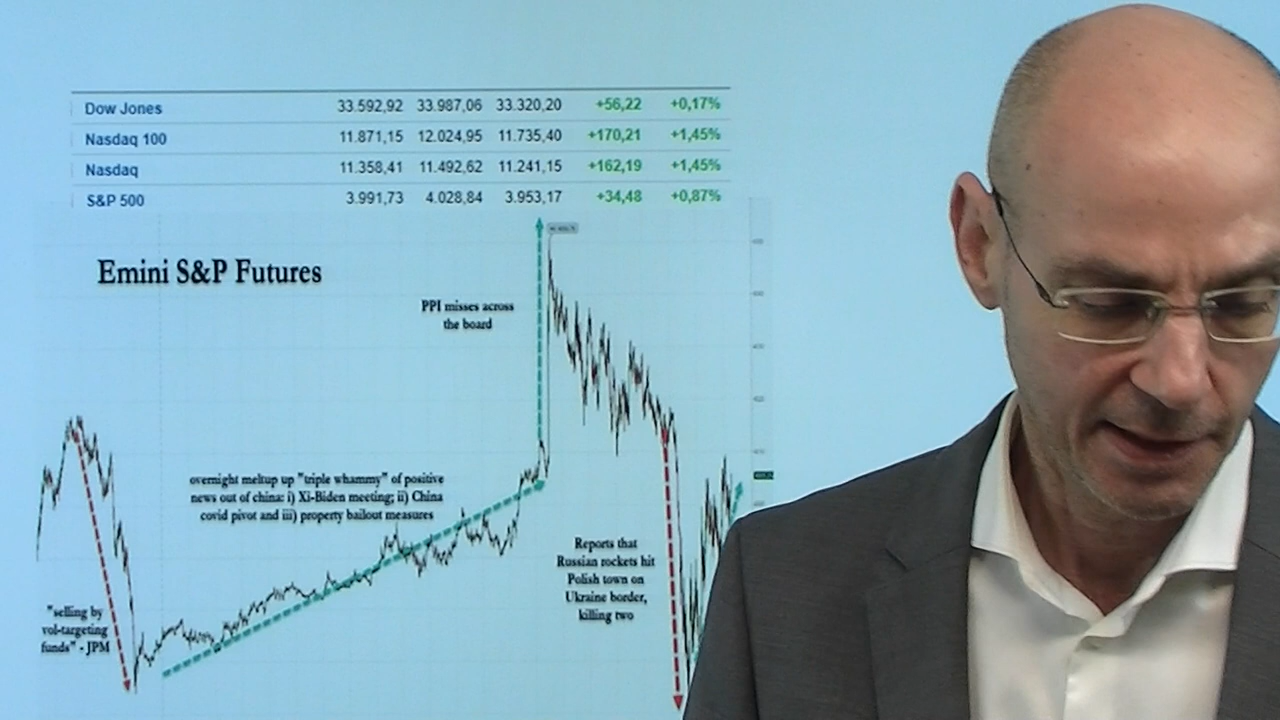 Dow Jones 33.592,92 33.987,06 33.320,20 +56,22 +0,17%
Nasdaq 100 11.871,15 12.024,95 11.735,40 +170,21 +1,45%
Nasdaq 11.358,41 11.492,62 11.241,15 +162,19 +1,45%
S&P 500 3.991,73 4.028,84 3.953,17 +34,48 +0,87%
Emini S&P Futures
PPI misses across
the board
overnight meltup up "triple whammy" of positive
news out of china: i) Xi-Biden meeting; ii) China
covid pivot and iii) property bailout measures
Reports that
Russian rockets hit
Polish town on
Ukraine border,
killing two
"selling by
vol-targeting
funds" - JPM